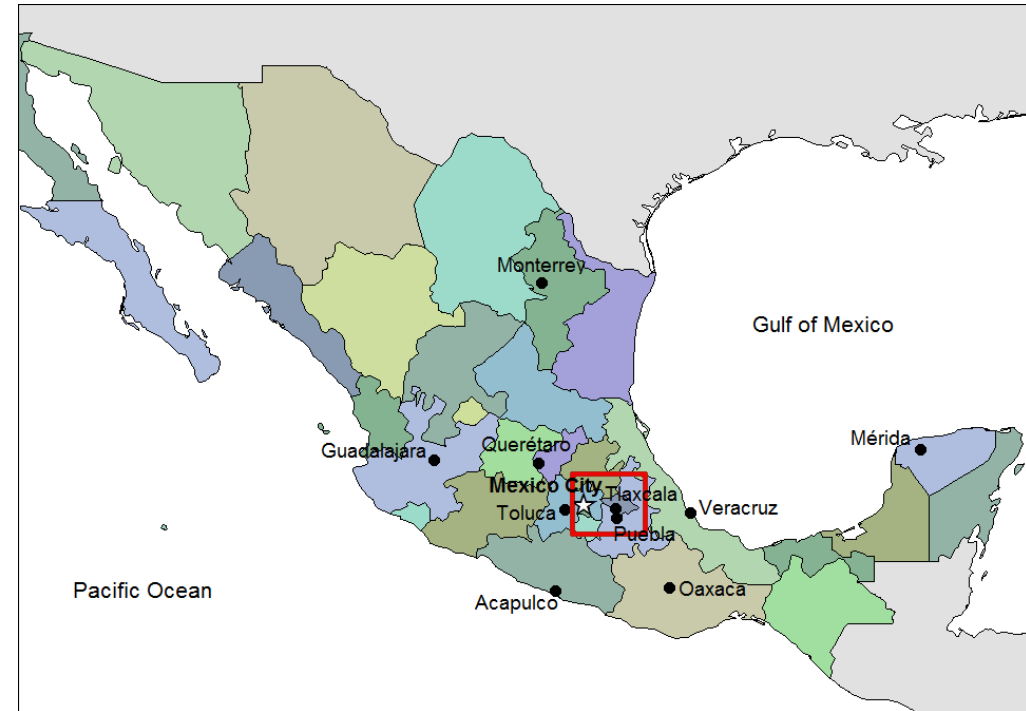 Monterrey
Gulf of Mexico
Mérida
Querétaro
Guadalajara
Mexico City
Tlaxcala
Toluca
Veracruz
Puebla
Pacific Ocean
Oaxaca
Acapulco